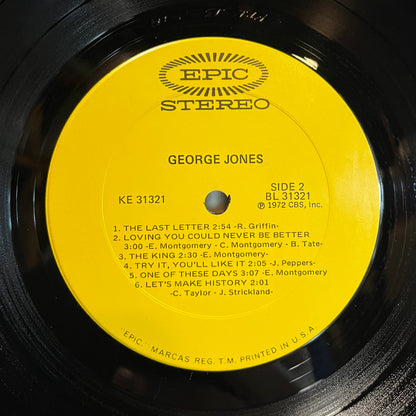 EPIC
STEREO
GEORGE JONES
KE 31321
SIDE 2
BL 31321
℗ 1972 CBS, Inc.
1. THE LAST LETTER 2:54 -R. Griffin-
2. LOVING YOU COULD NEVER BE BETTER
3:00 -E. Montgomery - C. Montgomery - B. Tate-
3. THE KING 2:30 -E. Montgomery
4. TRY IT, YOU'LL LIKE IT 2:05 -J. Peppers-
5. ONE OF THESE DAYS 3:07 -E. Montgomery
6. LET'S MAKE HISTORY 2:01
-C. Taylor - J. Strickland-
"EPIC," MARCAS REG. T.M. PRINTED IN U.S.A.